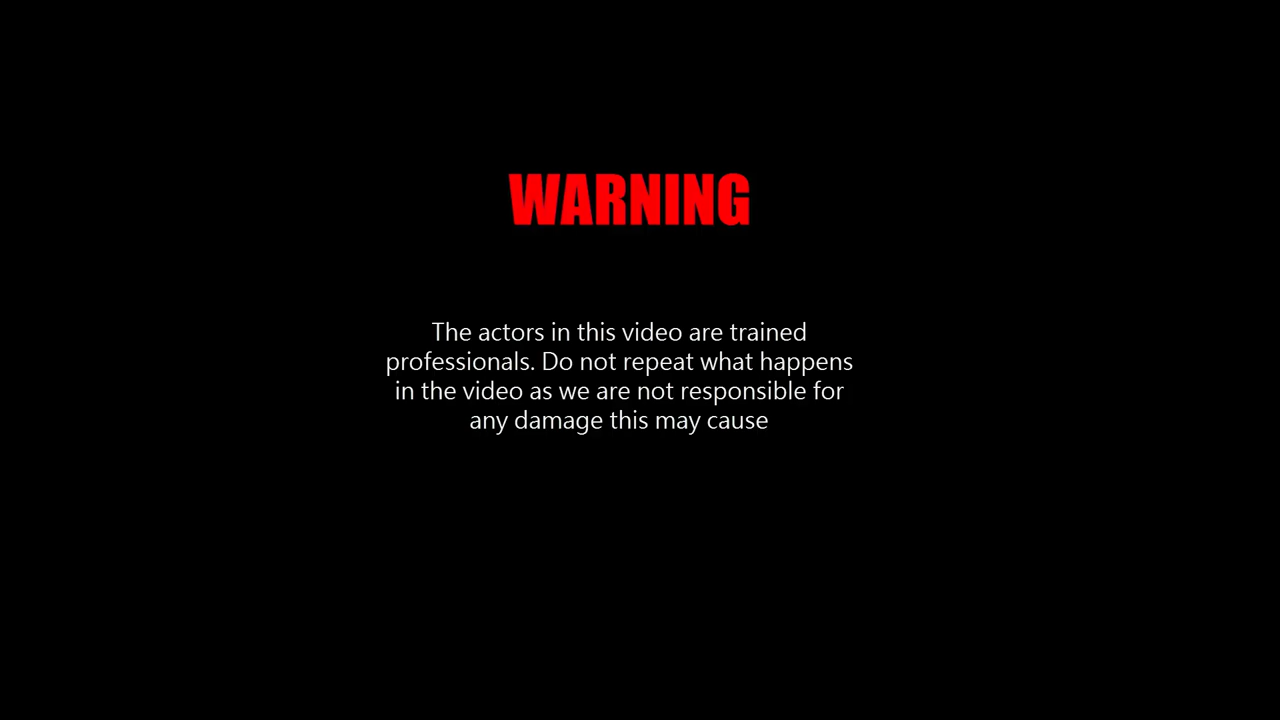 WARNING
The actors in this video are trained
professionals. Do not repeat what happens
in the video as we are not responsible for
any damage this may cause